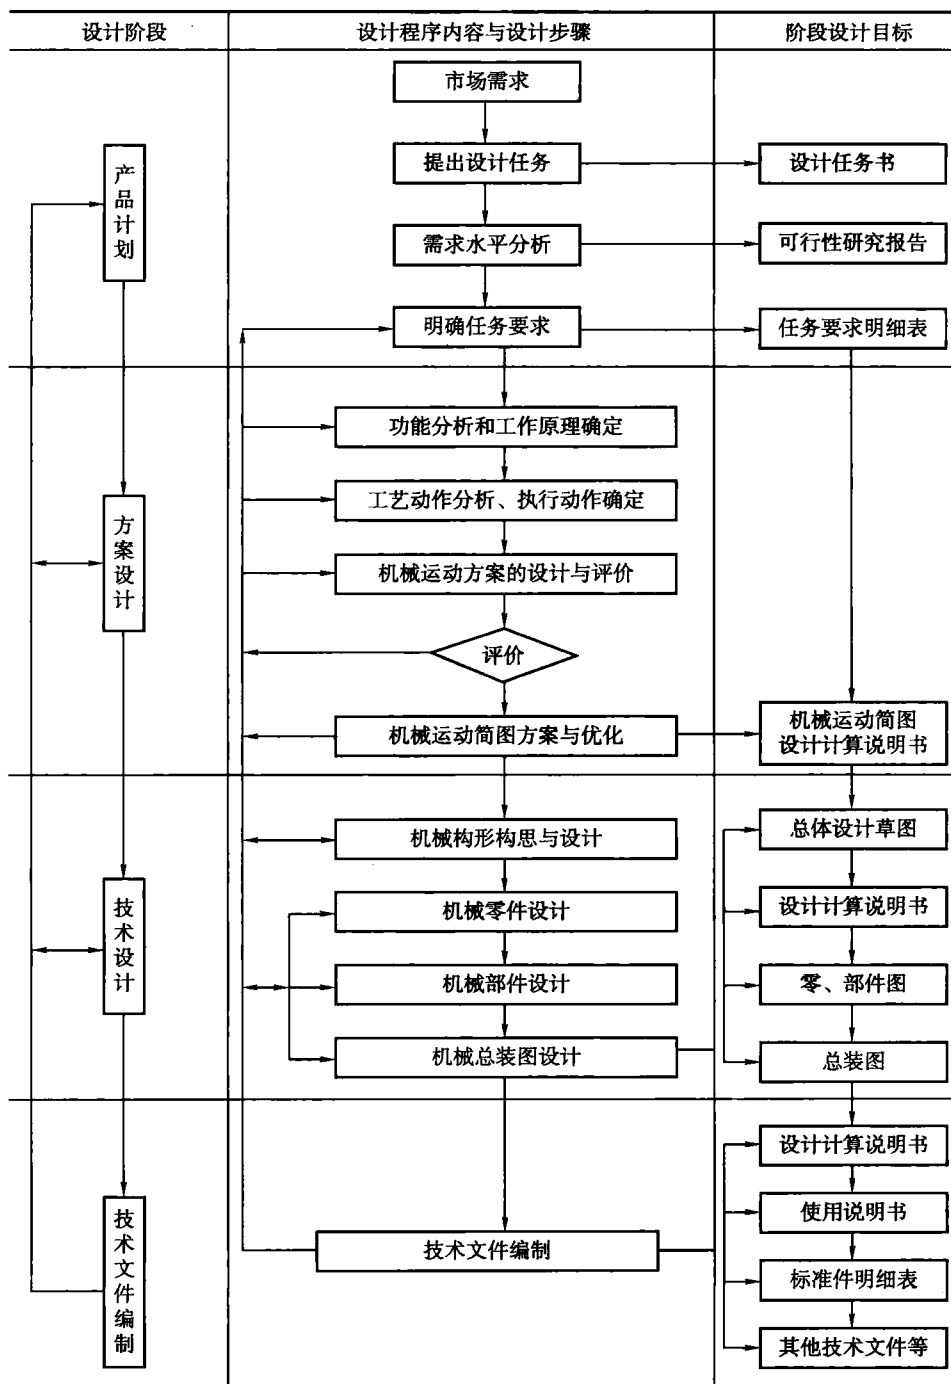 设计阶段
设计程序内容与设计步骤
阶段设计目标
市场需求
产品计划
提出设计任务
设计任务书
需求水平分析
可行性研究报告
明确任务要求
任务要求明细表
方案设计
功能分析和工作原理确定
工艺动作分析、执行动作确定
机械运动方案的设计与评价
评价
机械运动简图方案与优化
机械运动简图
设计计算说明书
技术设计
机械构形构思与设计
总体设计草图
机械零件设计
设计计算说明书
机械部件设计
零、部件图
机械总装图设计
总装图
技术文件编制
技术文件编制
设计计算说明书
使用说明书
标准件明细表
其他技术文件等